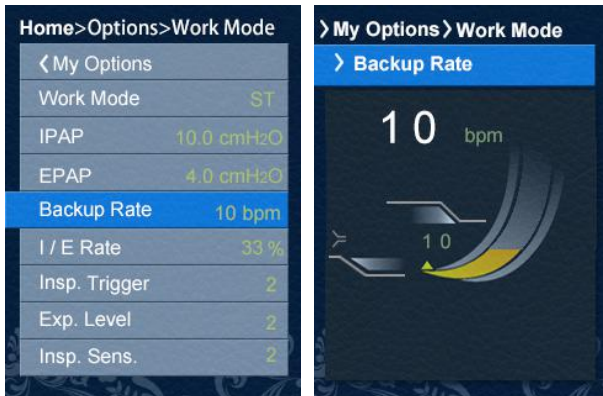 Home>Options>Work Mode
My Options
Work Mode ST
IPAP 10.0 cmH2O
EPAP 4.0 cmH2O
Backup Rate 10 bpm
I / E Rate 33 %
Insp. Trigger 2
Exp. Level 2
Insp. Sens. 2
My Options Work Mode
Backup Rate
10 bpm
10